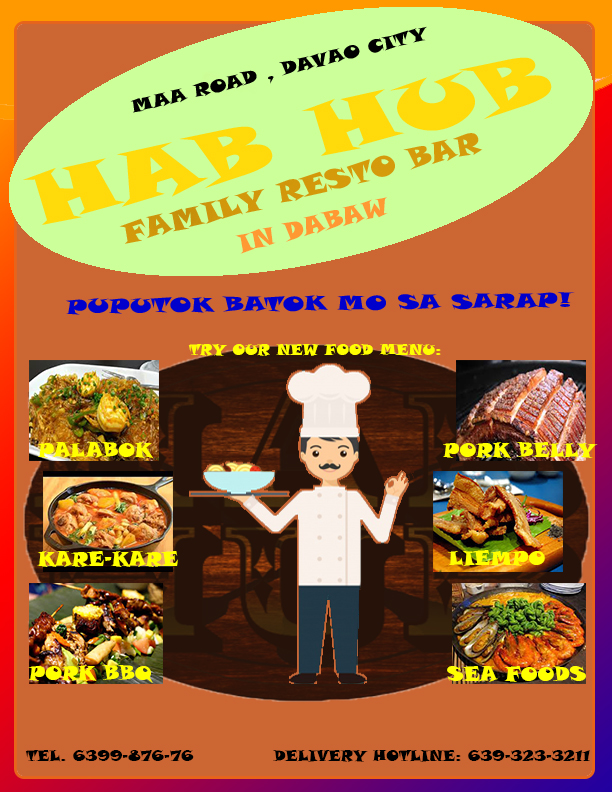 MAA ROAD , DAVAO CITY
HAB HUB
FAMILY RESTO BAR
IN DABAW
PUPUTOK BATOK MO SA SARAP!
TRY OUR NEW FOOD MENU:
PALABOK
PORK BELLY
KARE-KARE
LIEMPO
PORK BBQ
SEA FOODS
TEL. 6399-876-76
DELIVERY HOTLINE: 639-323-3211